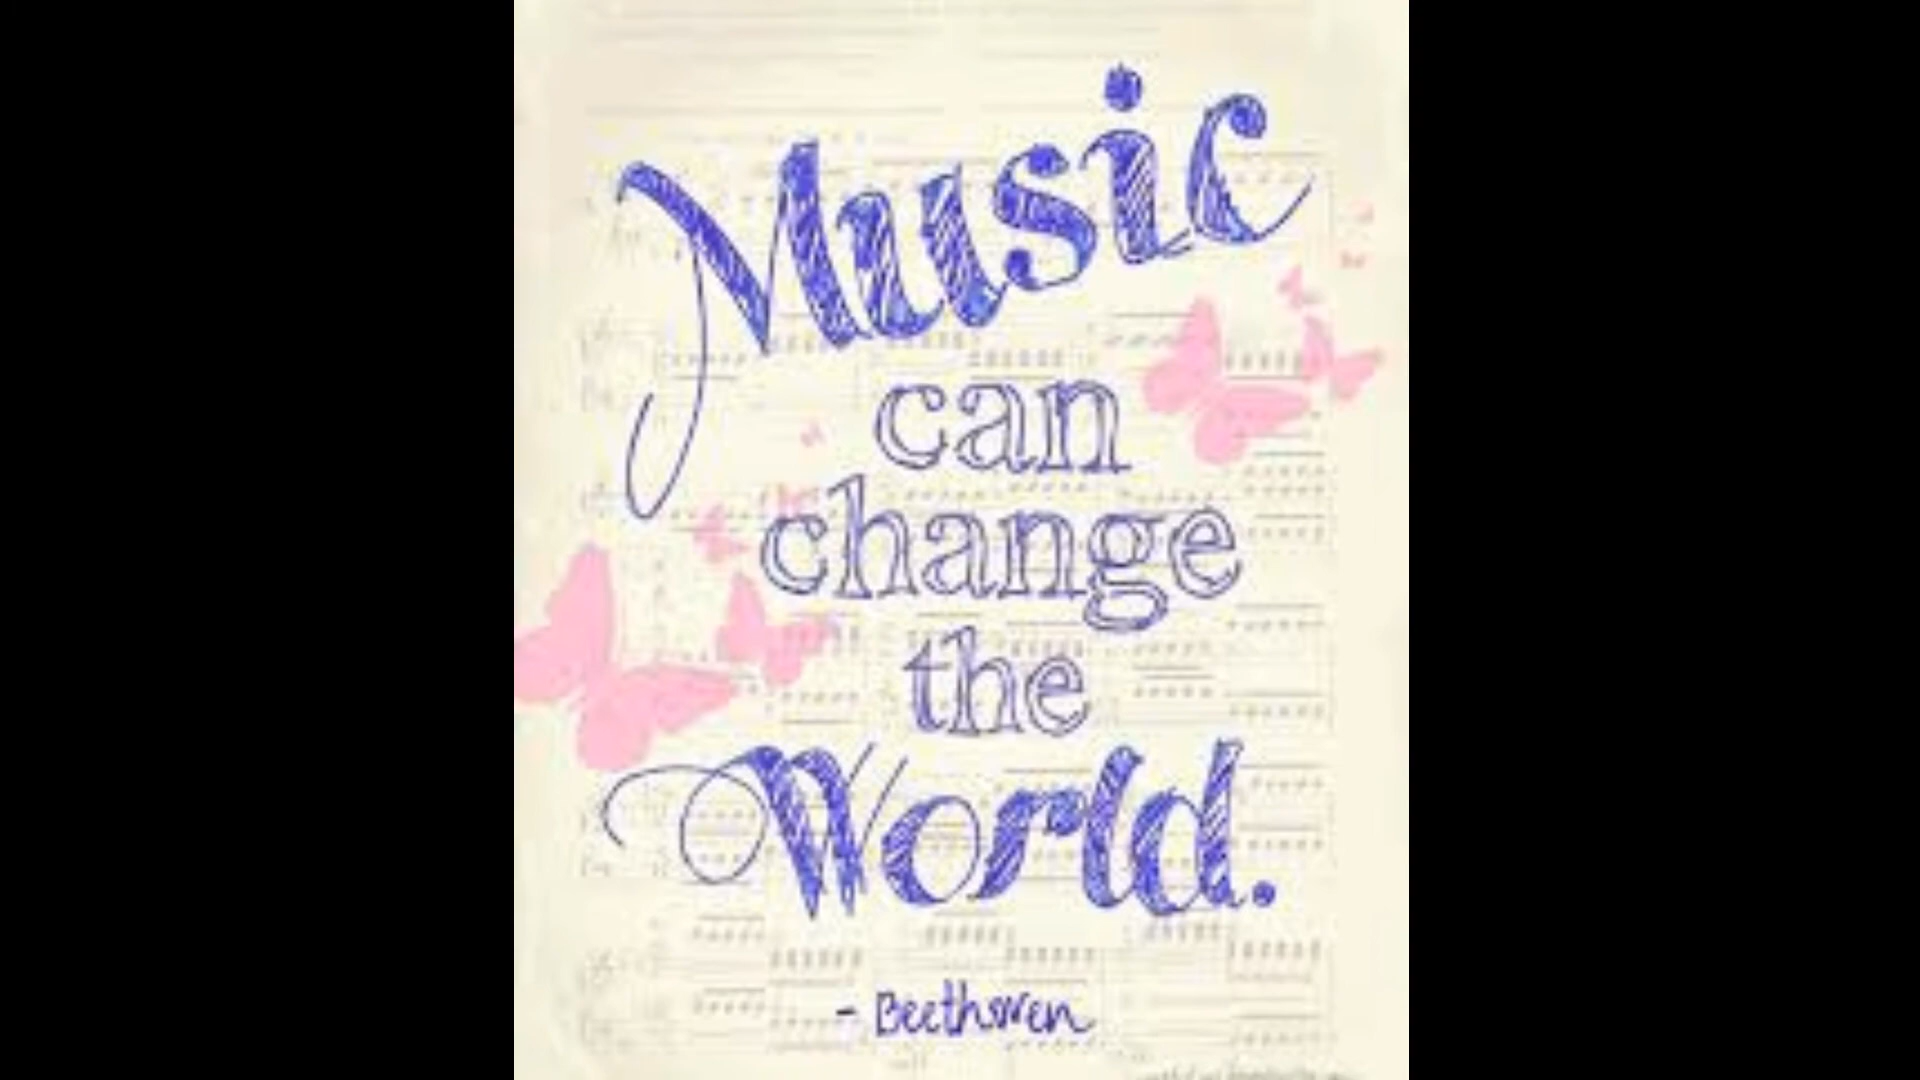 Music
can
change
the
World.
- Beethoven